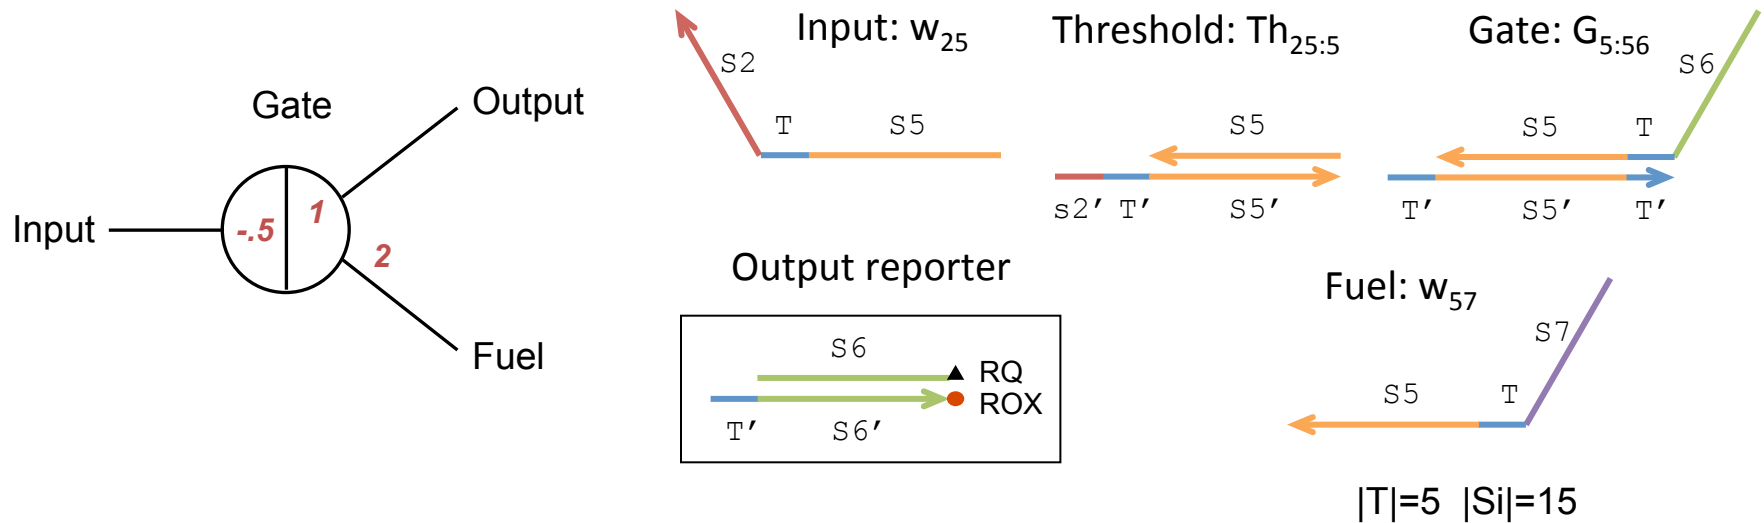 Gate
Output
Input
-.5
1
2
Fuel
Input: w25
S2
T S5
Threshold: Th25:5
S5
s2′ T′ S5′
Gate: G5:56
S6
S5 T
T′ S5′ T′
Output reporter
S6
RQ
ROX
T′ S6′
Fuel: w57
S7
S5 T
|T|=5 |Si|=15